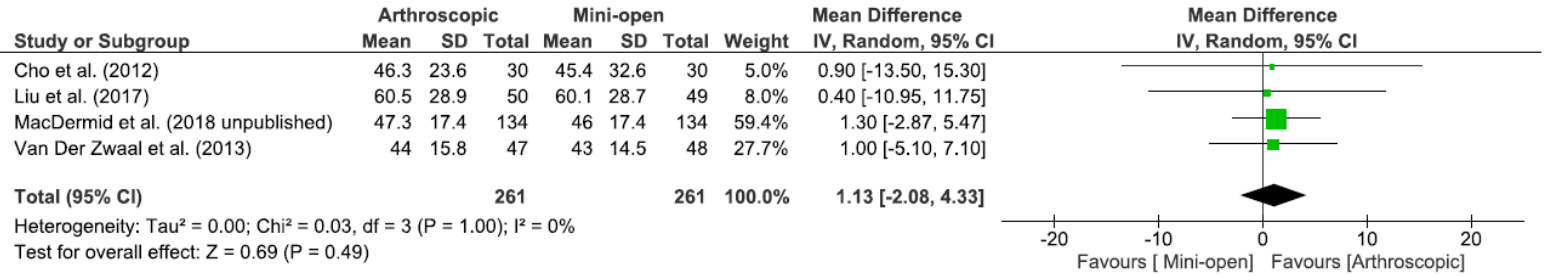 Arthroscopic Mini-open Mean Difference Mean Difference
Study or Subgroup Mean SD Total Mean SD Total Weight IV, Random, 95% CI IV, Random, 95% CI
Cho et al. (2012) 46.3 23.6 30 45.4 32.6 30 5.0% 0.90 [-13.50, 15.30]
Liu et al. (2017) 60.5 28.9 50 60.1 28.7 49 8.0% 0.40 [-10.95, 11.75]
MacDermid et al. (2018 unpublished) 47.3 17.4 134 46 17.4 134 59.4% 1.30 [-2.87, 5.47]
Van Der Zwaal et al. (2013) 44 15.8 47 43 14.5 48 27.7% 1.00 [-5.10, 7.10]
Total (95% CI) 261 261 100.0% 1.13 [-2.08, 4.33]
Heterogeneity: Tau² = 0.00; Chi² = 0.03, df = 3 (P = 1.00); I² = 0%
Test for overall effect: Z = 0.69 (P = 0.49)
-20 -10 0 10 20
Favours [ Mini-open] Favours [Arthroscopic]